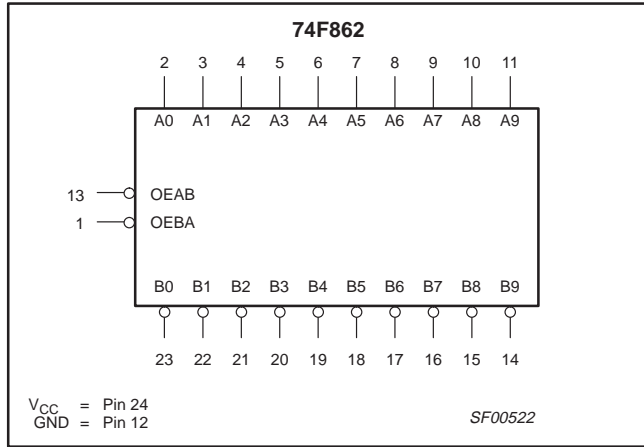 74F862
2 3 4 5 6 7 8 9 10 11
A0 A1 A2 A3 A4 A5 A6 A7 A8 A9
13 OEAB
1 OEBA
B0 B1 B2 B3 B4 B5 B6 B7 B8 B9
23 22 21 20 19 18 17 16 15 14
VCC = Pin 24
GND = Pin 12
SF00522